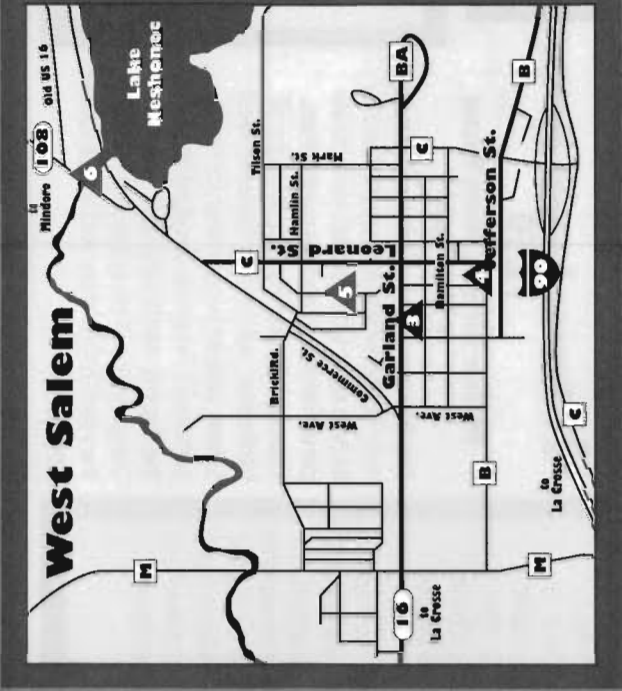 West Salem
to
Mindoro
108
Old US 16
Lake
Neshonoc
6
Tilson St.
C
Hamlin St.
Mark St.
Leonard St.
5
Brickl Rd.
Commerce St.
West Ave.
Garland St.
3
BA
C
Hamilton St.
4
Jefferson St.
B
West Ave.
B
90
M
16
to
La Crosse
M
to
La Crosse
C